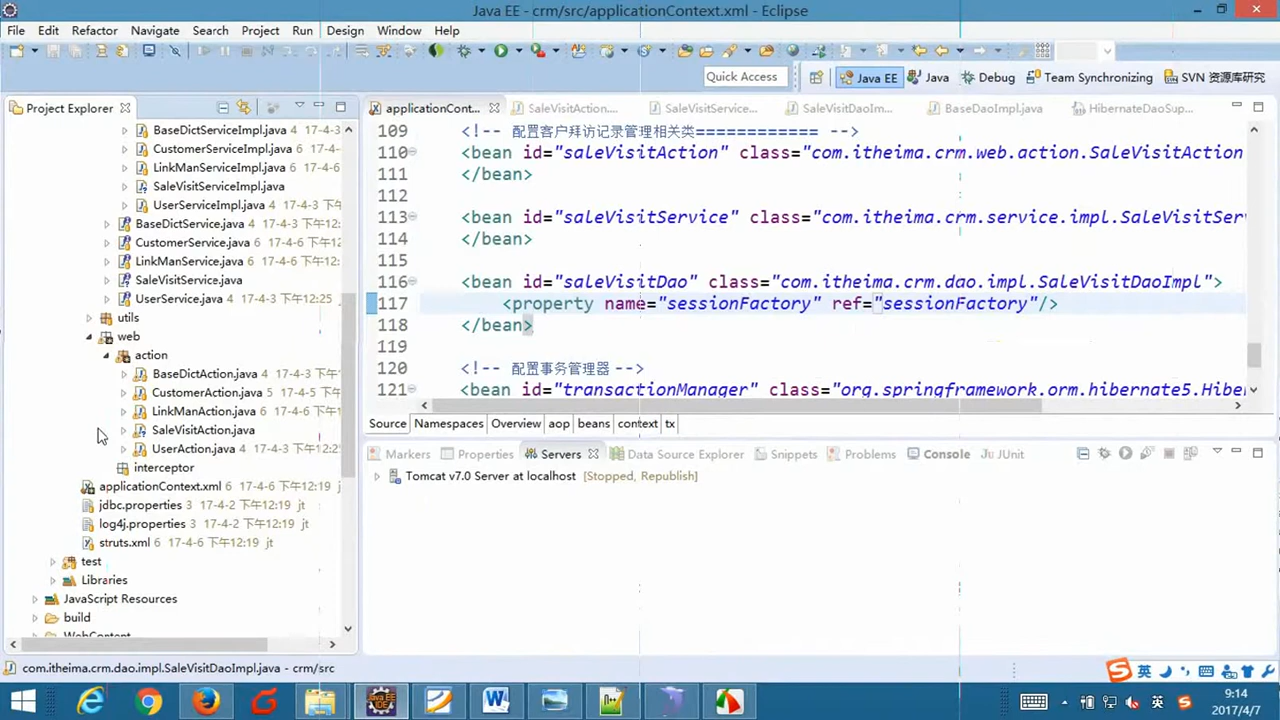 Java EE - crm/src/applicationContext.xml - Eclipse
File Edit Refactor Navigate Search Project Run Design Window Help
Quick Access
Java EE
Java
Debug
Team Synchronizing
SVN 资源库研究
Project Explorer
BaseDictServiceImpl.java 4 17-4-3
CustomerServiceImpl.java 4 17-4-
LinkManServiceImpl.java 4 17-4-6
SaleVisitServiceImpl.java
UserServiceImpl.java 4 17-4-3 下午
BaseDictService.java 4 17-4-3 下午12
CustomerService.java 6 17-4-6 下午12:
LinkManService.java 6 17-4-6 下午12:
SaleVisitService.java
UserService.java 4 17-4-3 下午12:25
utils
web
action
BaseDictAction.java 4 17-4-3 下午
CustomerAction.java 7 17-4-5 下午
LinkManAction.java 6 17-4-6 下午
SaleVisitAction.java
UserAction.java 4 17-4-3 下午12:2
interceptor
applicationContext.xml 6 17-4-6 下午12:19
jdbc.properties 3 17-4-2 下午12:19 jt
log4j.properties 3 17-4-2 下午12:19 jt
struts.xml 6 17-4-6 下午12:19 jt
test
Libraries
JavaScript Resources
build
WebContent
applicationCont...
SaleVisitAction....
SaleVisitService...
SaleVisitDaoIm...
BaseDaoImpl.java
HibernateDaoSup...
109 <!-- 配置客户拜访记录管理相关类============ -->
110 <bean id="saleVisitAction" class="com.itheima.crm.web.action.SaleVisitAction
111 </bean>
112
113 <bean id="saleVisitService" class="com.itheima.crm.service.impl.SaleVisitSer
114 </bean>
115
116 <bean id="saleVisitDao" class="com.itheima.crm.dao.impl.SaleVisitDaoImpl">
117 <property name="sessionFactory" ref="sessionFactory"/>
118 </bean>
119
120 <!-- 配置事务管理器 -->
121 <bean id="transactionManager" class="org.springframework.orm.hibernate5.Hibe
Source Namespaces Overview aop beans context tx
Markers Properties Servers Data Source Explorer Snippets Problems Console JUnit
Tomcat v7.0 Server at localhost [Stopped, Republish]
com.itheima.crm.dao.impl.SaleVisitDaoImpl.java - crm/src
英
英
9:14
2017/4/7